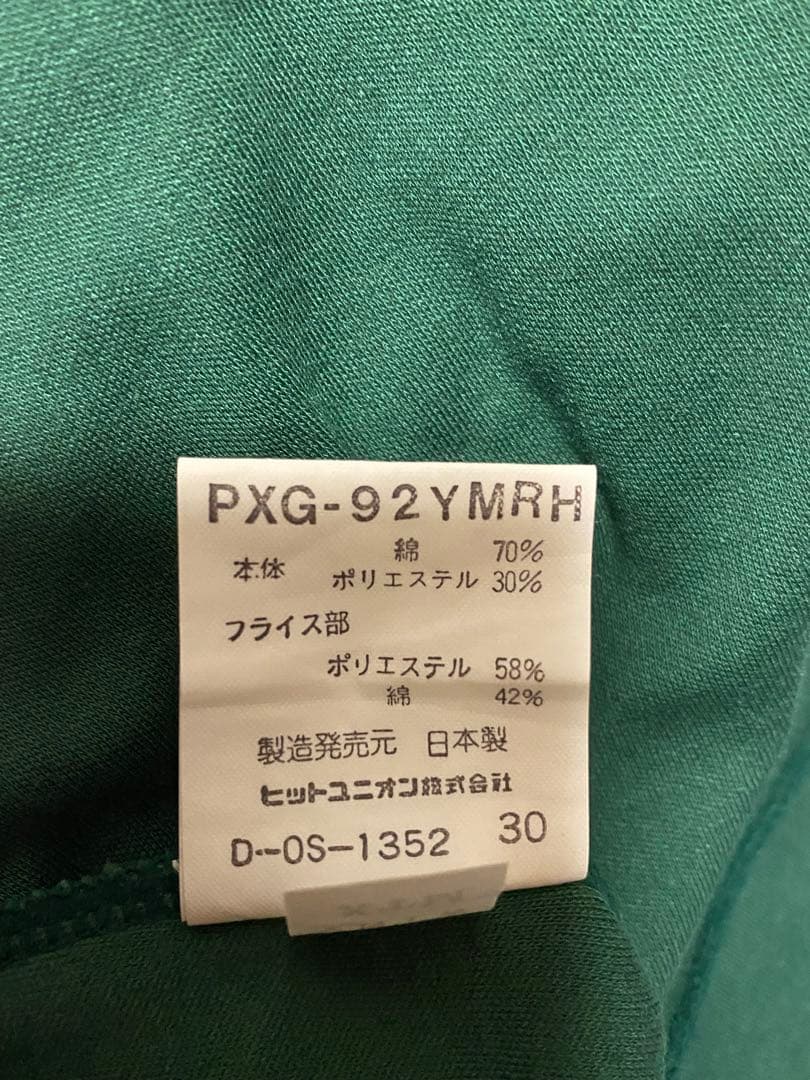 PXG-92YMRH
本体 綿 70%
ポリエステル 30%
フライス部
ポリエステル 58%
綿 42%
製造発売元 日本製
ヒットユニオン株式会社
D-OS-1352 30